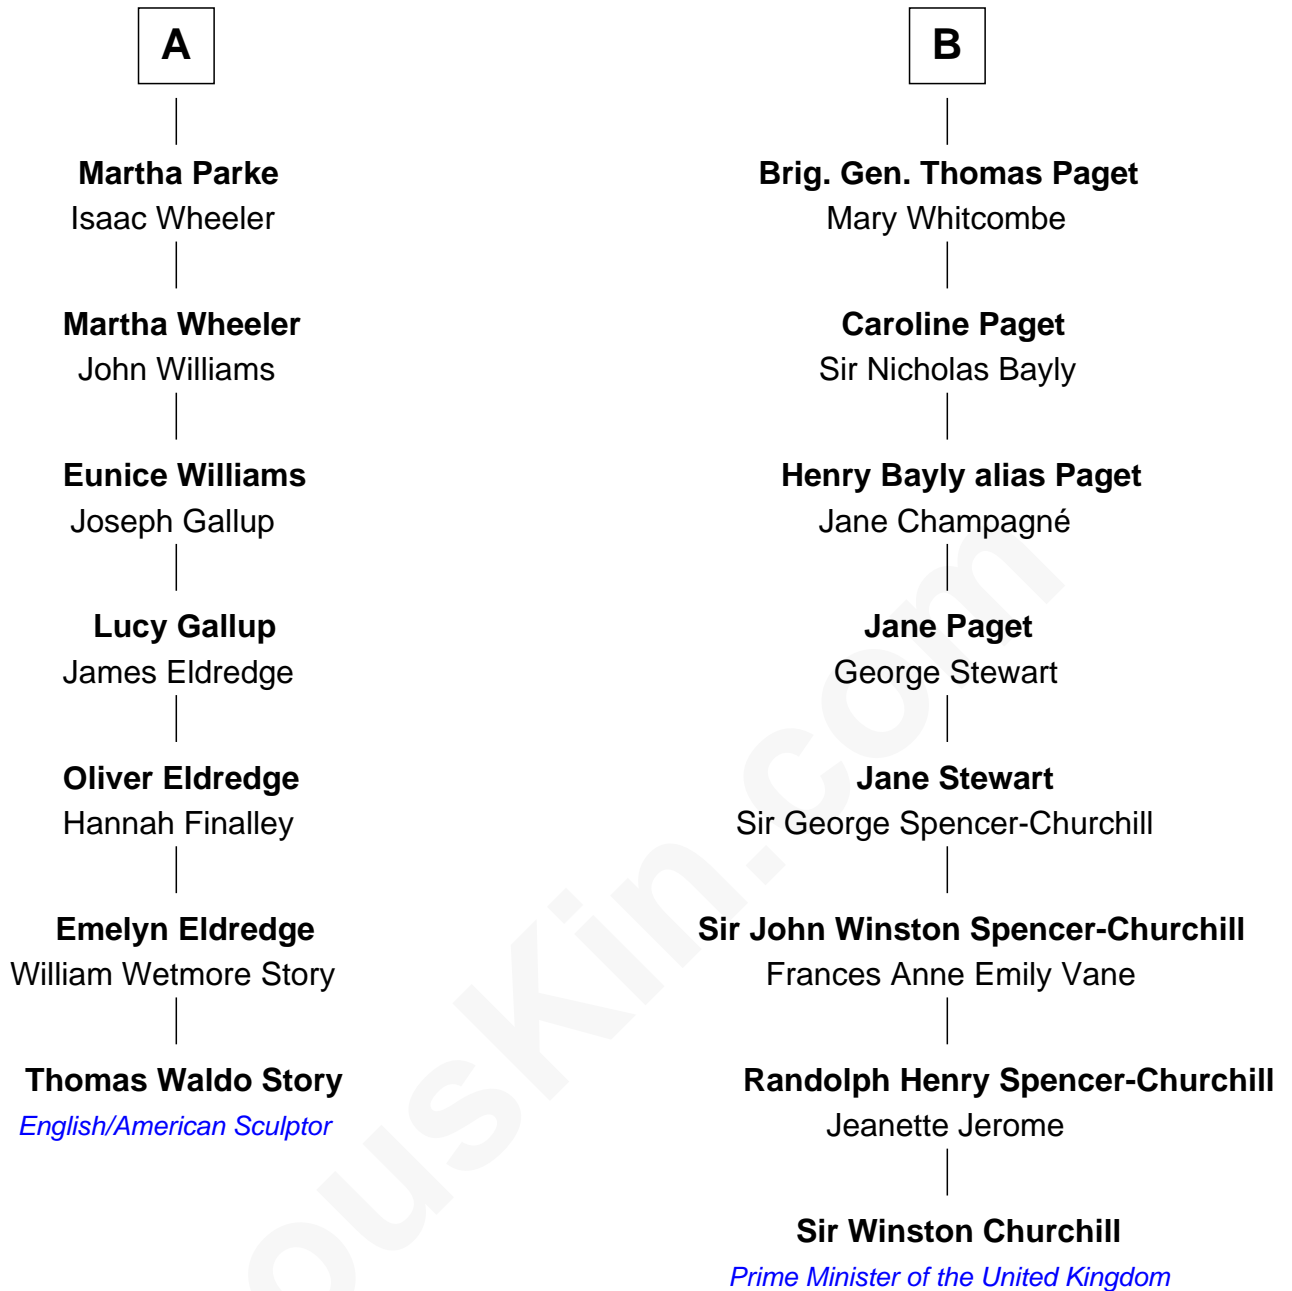 A
Martha Parke
Isaac Wheeler
Martha Wheeler
John Williams
Eunice Williams
Joseph Gallup
Lucy Gallup
James Eldredge
Oliver Eldredge
Hannah Finalley
Emelyn Eldredge
William Wetmore Story
Thomas Waldo Story
English/American Sculptor
B
Brig. Gen. Thomas Paget
Mary Whitcombe
Caroline Paget
Sir Nicholas Bayly
Henry Bayly alias Paget
Jane Champagné
Jane Paget
George Stewart
Jane Stewart
Sir George Spencer-Churchill
Sir John Winston Spencer-Churchill
Frances Anne Emily Vane
Randolph Henry Spencer-Churchill
Jeanette Jerome
Sir Winston Churchill
Prime Minister of the United Kingdom
ousKin.com